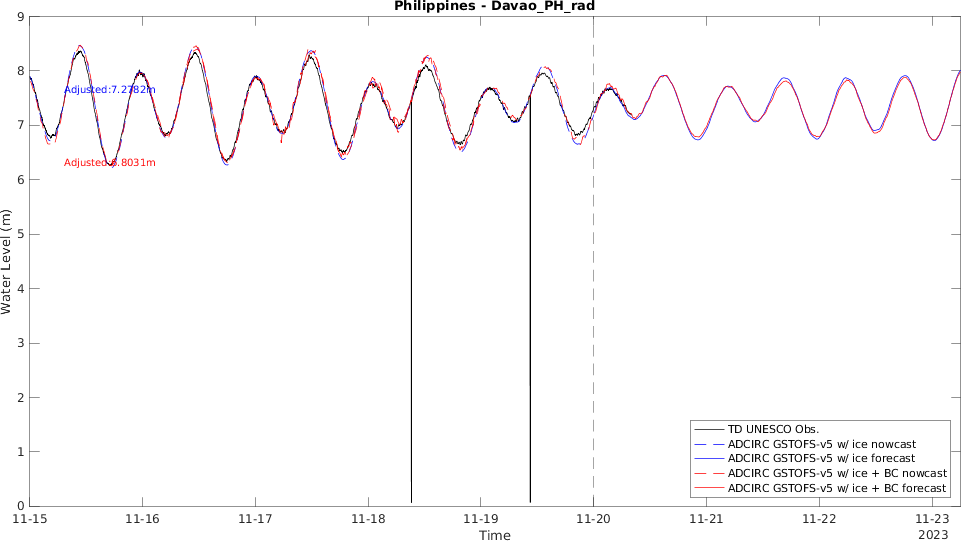 Philippines - Davao_PH_rad
9
8
7
6
5
4
3
2
1
0
Water Level (m)
Adjusted:7.2782m
Adjusted:6.8031m
TD UNESCO Obs.
ADCIRC GSTOFS-v5 w/ ice nowcast
ADCIRC GSTOFS-v5 w/ ice forecast
ADCIRC GSTOFS-v5 w/ ice + BC nowcast
ADCIRC GSTOFS-v5 w/ ice + BC forecast
11-15 11-16 11-17 11-18 11-19 11-20 11-21 11-22 11-23
Time 2023